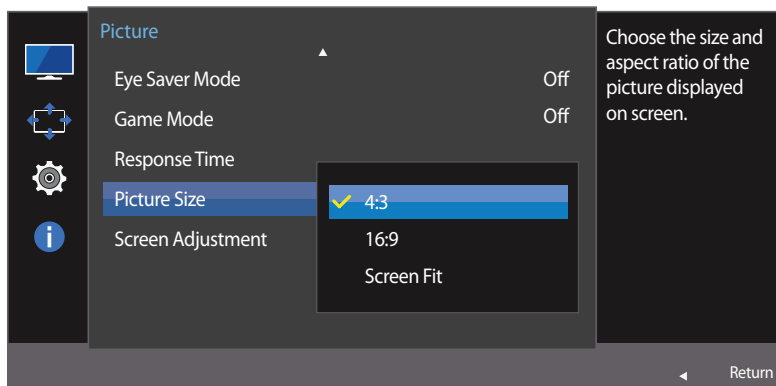 Picture
Eye Saver Mode Off
Game Mode Off
Response Time
Picture Size
4:3
Screen Adjustment
16:9
Screen Fit
Choose the size and
aspect ratio of the
picture displayed
on screen.
Return